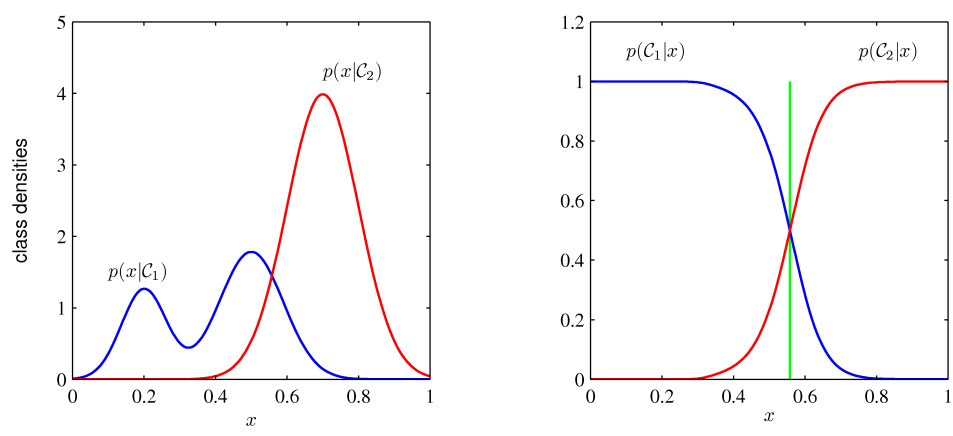 5
4
3
2
1
0
class densities
p(x|𝒞₂)
p(x|𝒞₁)
0 0.2 0.4 0.6 0.8 1
x
1.2
1
0.8
0.6
0.4
0.2
0
p(𝒞₁|x) p(𝒞₂|x)
0 0.2 0.4 0.6 0.8 1
x